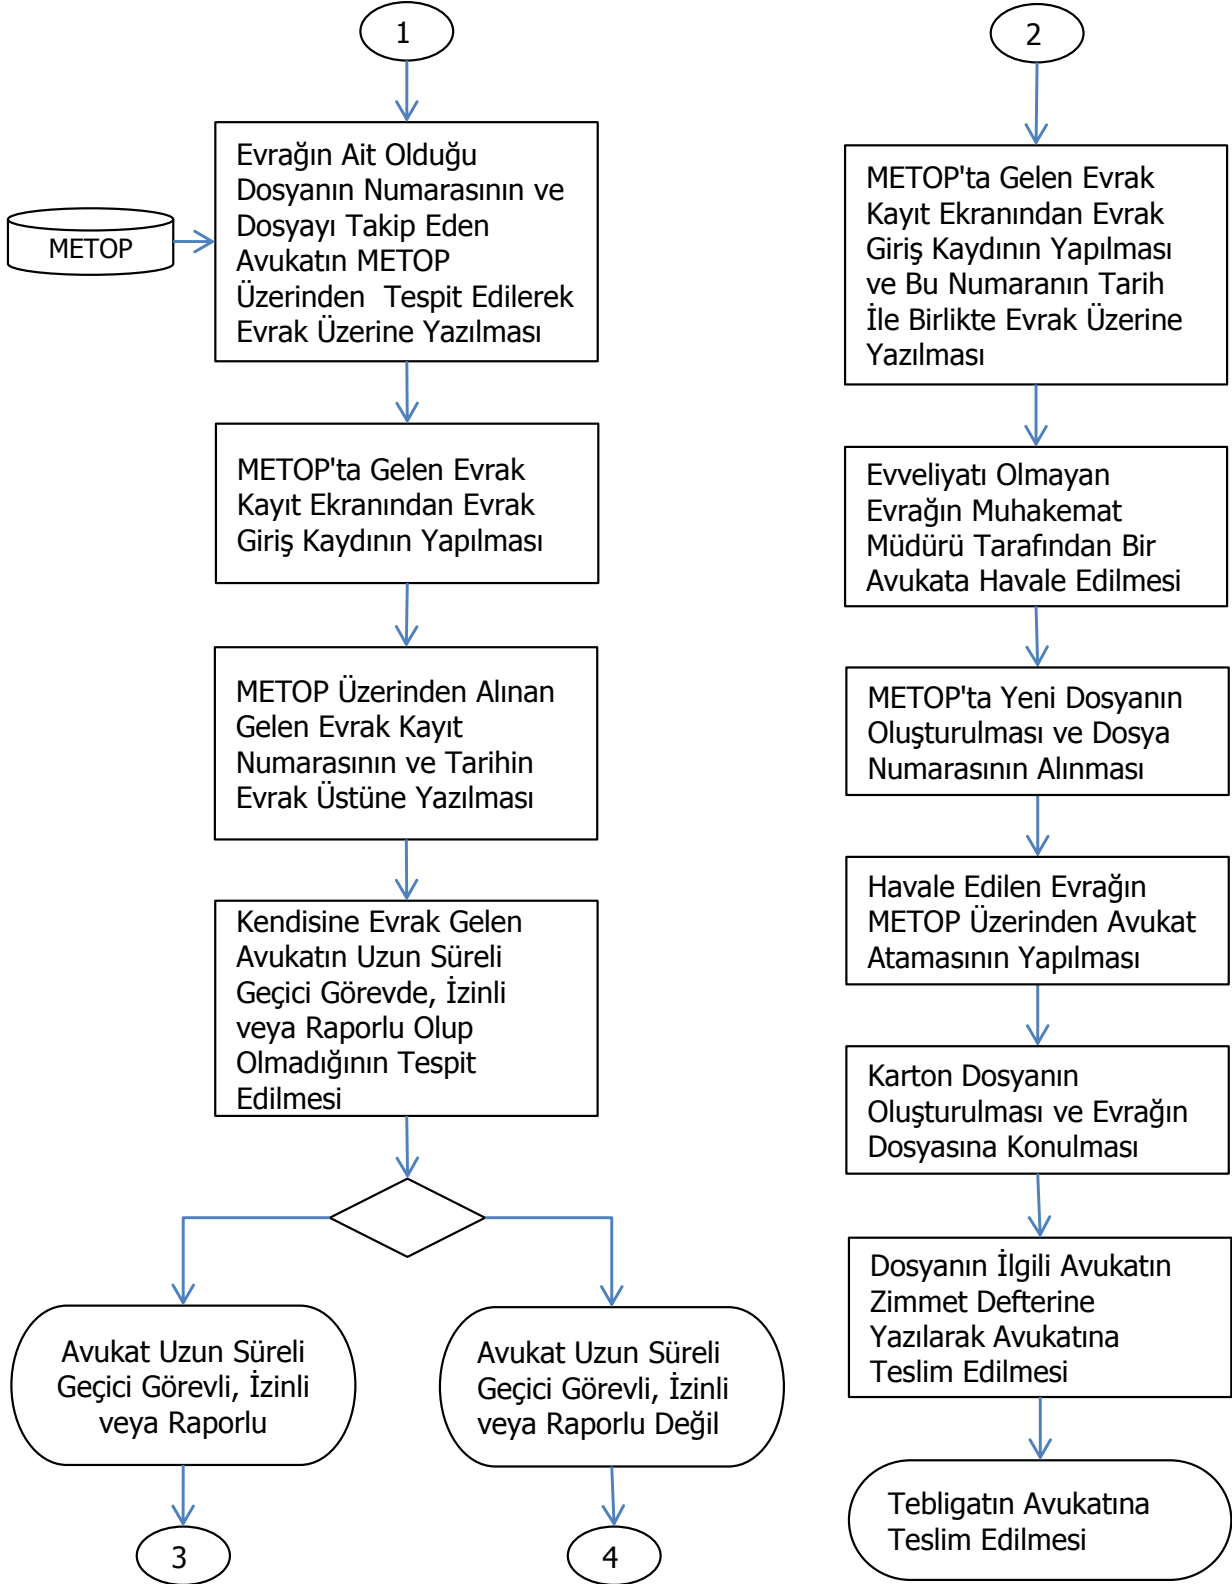 1
Evrağın Ait Olduğu
Dosyanın Numarasının ve
Dosyayı Takip Eden
Avukatın METOP
Üzerinden  Tespit Edilerek
Evrak Üzerine Yazılması
METOP
METOP'ta Gelen Evrak
Kayıt Ekranından Evrak
Giriş Kaydının Yapılması
METOP Üzerinden Alınan
Gelen Evrak Kayıt
Numarasının ve Tarihin
Evrak Üstüne Yazılması
Kendisine Evrak Gelen
Avukatın Uzun Süreli
Geçici Görevde, İzinli
veya Raporlu Olup
Olmadığının Tespit
Edilmesi
Avukat Uzun Süreli
Geçici Görevli, İzinli
veya Raporlu
3
Avukat Uzun Süreli
Geçici Görevli, İzinli
veya Raporlu Değil
4
2
METOP'ta Gelen Evrak
Kayıt Ekranından Evrak
Giriş Kaydının Yapılması
ve Bu Numaranın Tarih
İle Birlikte Evrak Üzerine
Yazılması
Evveliyatı Olmayan
Evrağın Muhakemat
Müdürü Tarafından Bir
Avukata Havale Edilmesi
METOP'ta Yeni Dosyanın
Oluşturulması ve Dosya
Numarasının Alınması
Havale Edilen Evrağın
METOP Üzerinden Avukat
Atamasının Yapılması
Karton Dosyanın
Oluşturulması ve Evrağın
Dosyasına Konulması
Dosyanın İlgili Avukatın
Zimmet Defterine
Yazılarak Avukatına
Teslim Edilmesi
Tebligatın Avukatına
Teslim Edilmesi